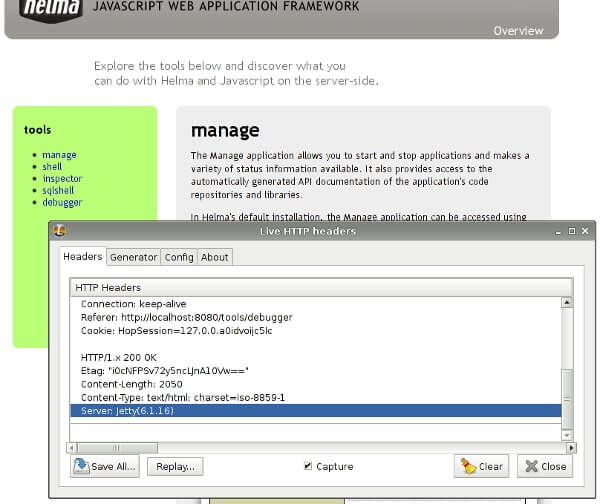 helma
JAVASCRIPT WEB APPLICATION FRAMEWORK
Overview
Explore the tools below and discover what you
can do with Helma and Javascript on the server-side.
tools
manage
shell
inspector
sqlshell
debugger
manage
The Manage application allows you to start and stop applications and makes a
variety of status information available. It also provides access to the
automatically generated API documentation of the application's code
repositories and libraries.
In Helma's default installation, the Manage application can be accessed using
Live HTTP headers
Headers Generator Config About
HTTP Headers
Connection: keep-alive
Referer: http://localhost:8080/tools/debugger
Cookie: HopSession=127.0.0.a0idvoijc5lc
HTTP/1.x 200 OK
Etag: "i0cNFPSv72y5ncLJnA10Vw=="
Content-Length: 2050
Content-Type: text/html; charset=iso-8859-1
Server: Jetty(6.1.16)
Save All... Replay... Capture Clear Close